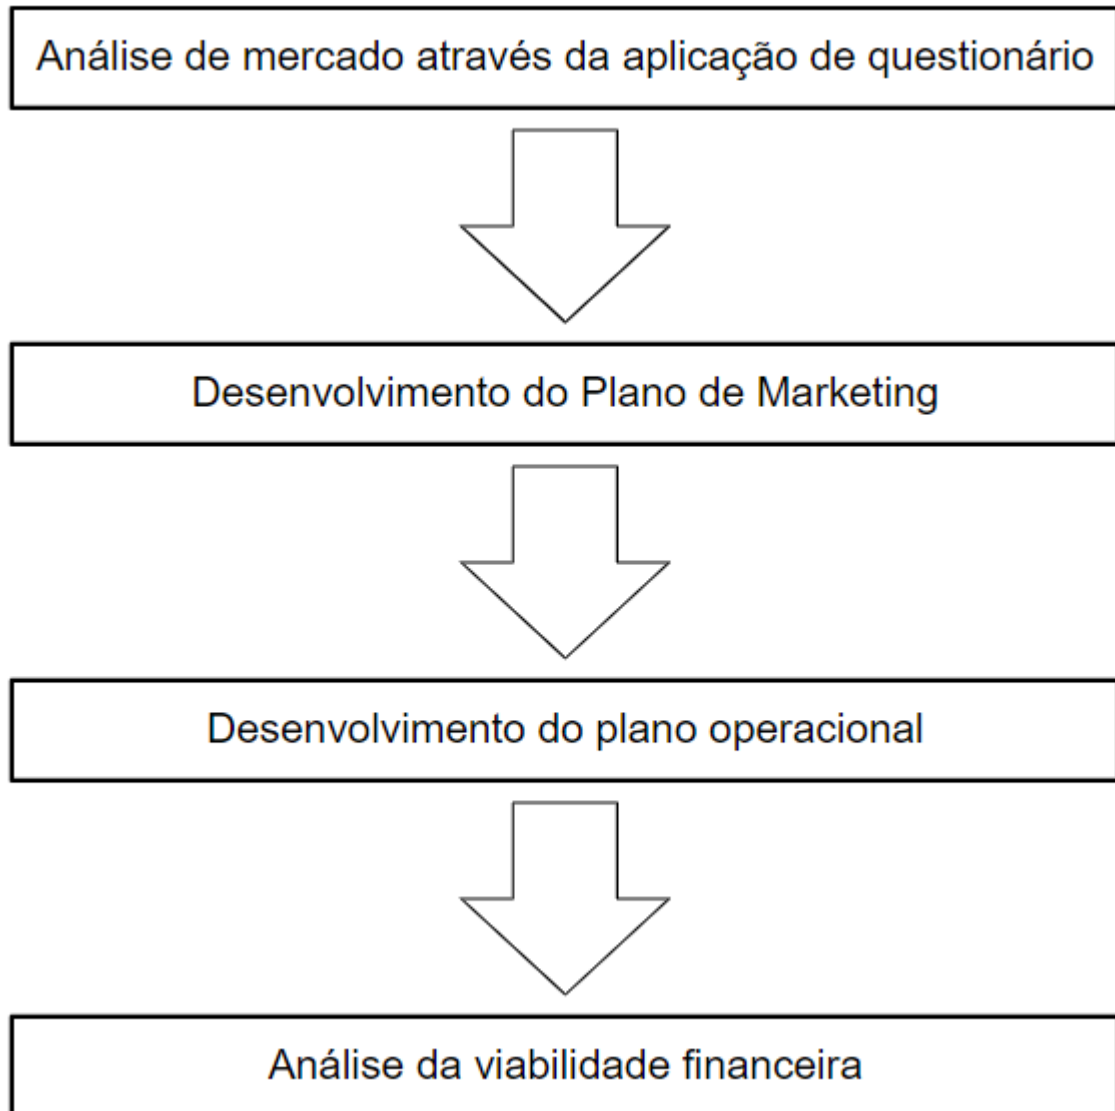 Análise de mercado através da aplicação de questionário
Desenvolvimento do Plano de Marketing
Desenvolvimento do plano operacional
Análise da viabilidade financeira